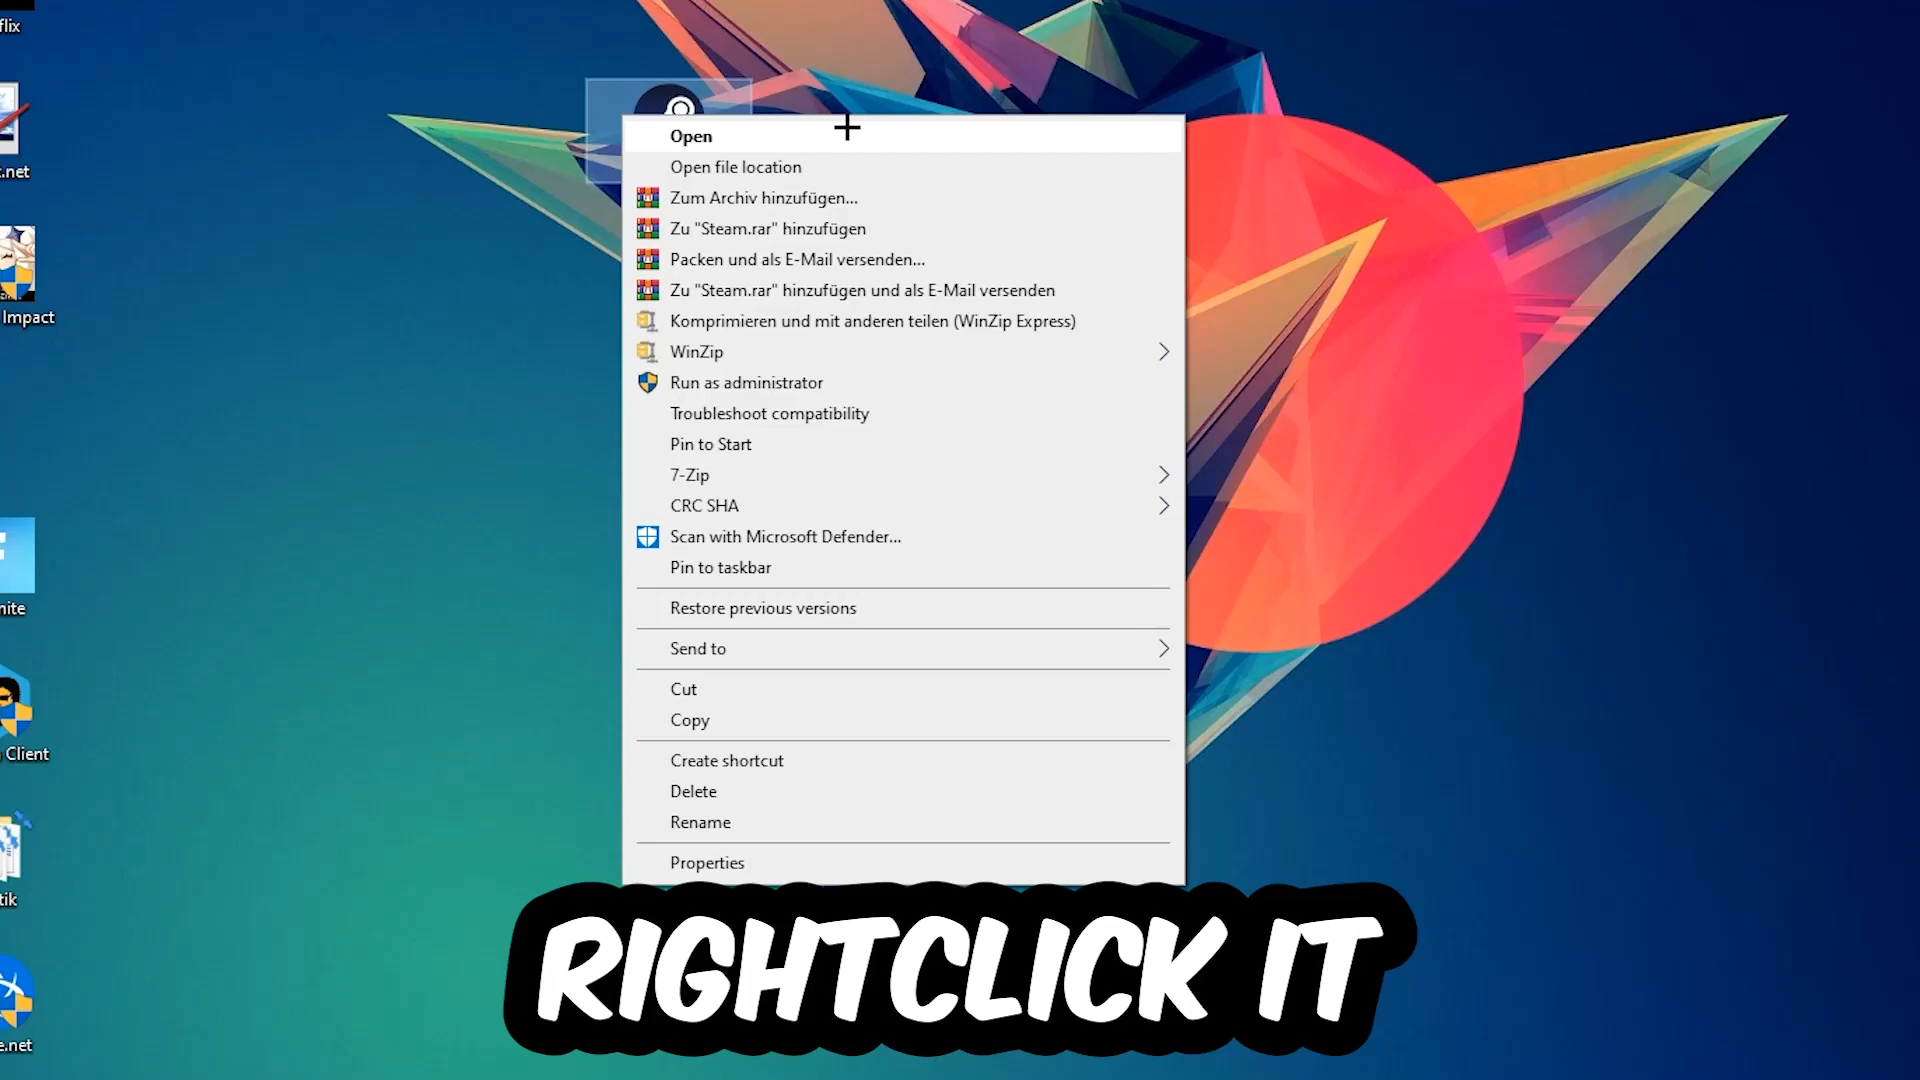 flix
.net
Impact
nite
Client
tik
e.net
Open
Open file location
Zum Archiv hinzufügen...
Zu "Steam.rar" hinzufügen
Packen und als E-Mail versenden...
Zu "Steam.rar" hinzufügen und als E-Mail versenden
Komprimieren und mit anderen teilen (WinZip Express)
WinZip
Run as administrator
Troubleshoot compatibility
Pin to Start
7-Zip
CRC SHA
Scan with Microsoft Defender...
Pin to taskbar
Restore previous versions
Send to
Cut
Copy
Create shortcut
Delete
Rename
Properties
RIGHTCLICK IT